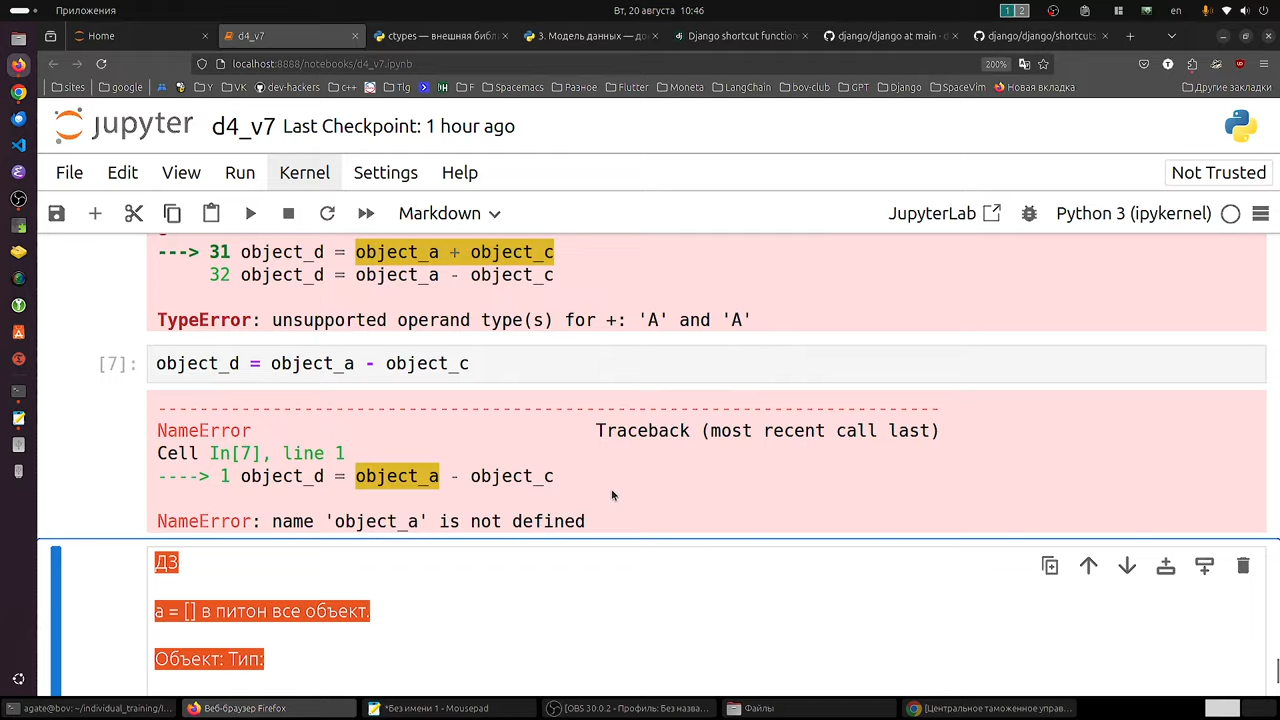 Приложения
Вт, 20 августа 10:46
1 2
en
Home
d4_v7
ctypes — внешняя библ
3. Модель данных — до
Django shortcut function
django/django at main · d
django/django/shortcuts
localhost:8888/notebooks/d4_v7.ipynb
200%
sites
google
Y
VK
dev-hackers
c++
Tlg
H
F
Spacemacs
Разное
Flutter
Moneta
LangChain
bov-club
GPT
Django
SpaceVim
Новая вкладка
Другие закладки
jupyter
d4_v7 Last Checkpoint: 1 hour ago
File
Edit
View
Run
Kernel
Settings
Help
Not Trusted
Markdown
JupyterLab
Python 3 (ipykernel)
---> 31 object_d = object_a + object_c
32 object_d = object_a - object_c
TypeError: unsupported operand type(s) for +: 'A' and 'A'
[7]: object_d = object_a - object_c
---------------------------------------------------------------------------
NameError Traceback (most recent call last)
Cell In[7], line 1
----> 1 object_d = object_a - object_c
NameError: name 'object_a' is not defined
ДЗ
a = [] в питон все объект.
Объект: Тип:
agate@bov: ~/individual_training/I...
Веб-браузер Firefox
*Без имени 1 - Mousepad
[OBS 30.0.2 - Профиль: Без назва...
Файлы
[Центральное таможенное управ...